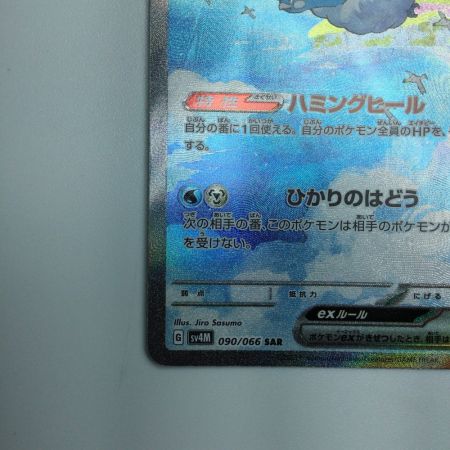 特性 ハミングヒール
自分の番に1回使える。自分のポケモン全員のHPを、
す。
ひかりのはどう
次の相手の番、このポケモンは相手のポケモンか
を受けない。
弱点 抵抗力 にげる
exルール
ポケモンexがきぜつしたとき、相手は
Illus. Jiro Sasumo
G sv4M 090/066 SAR